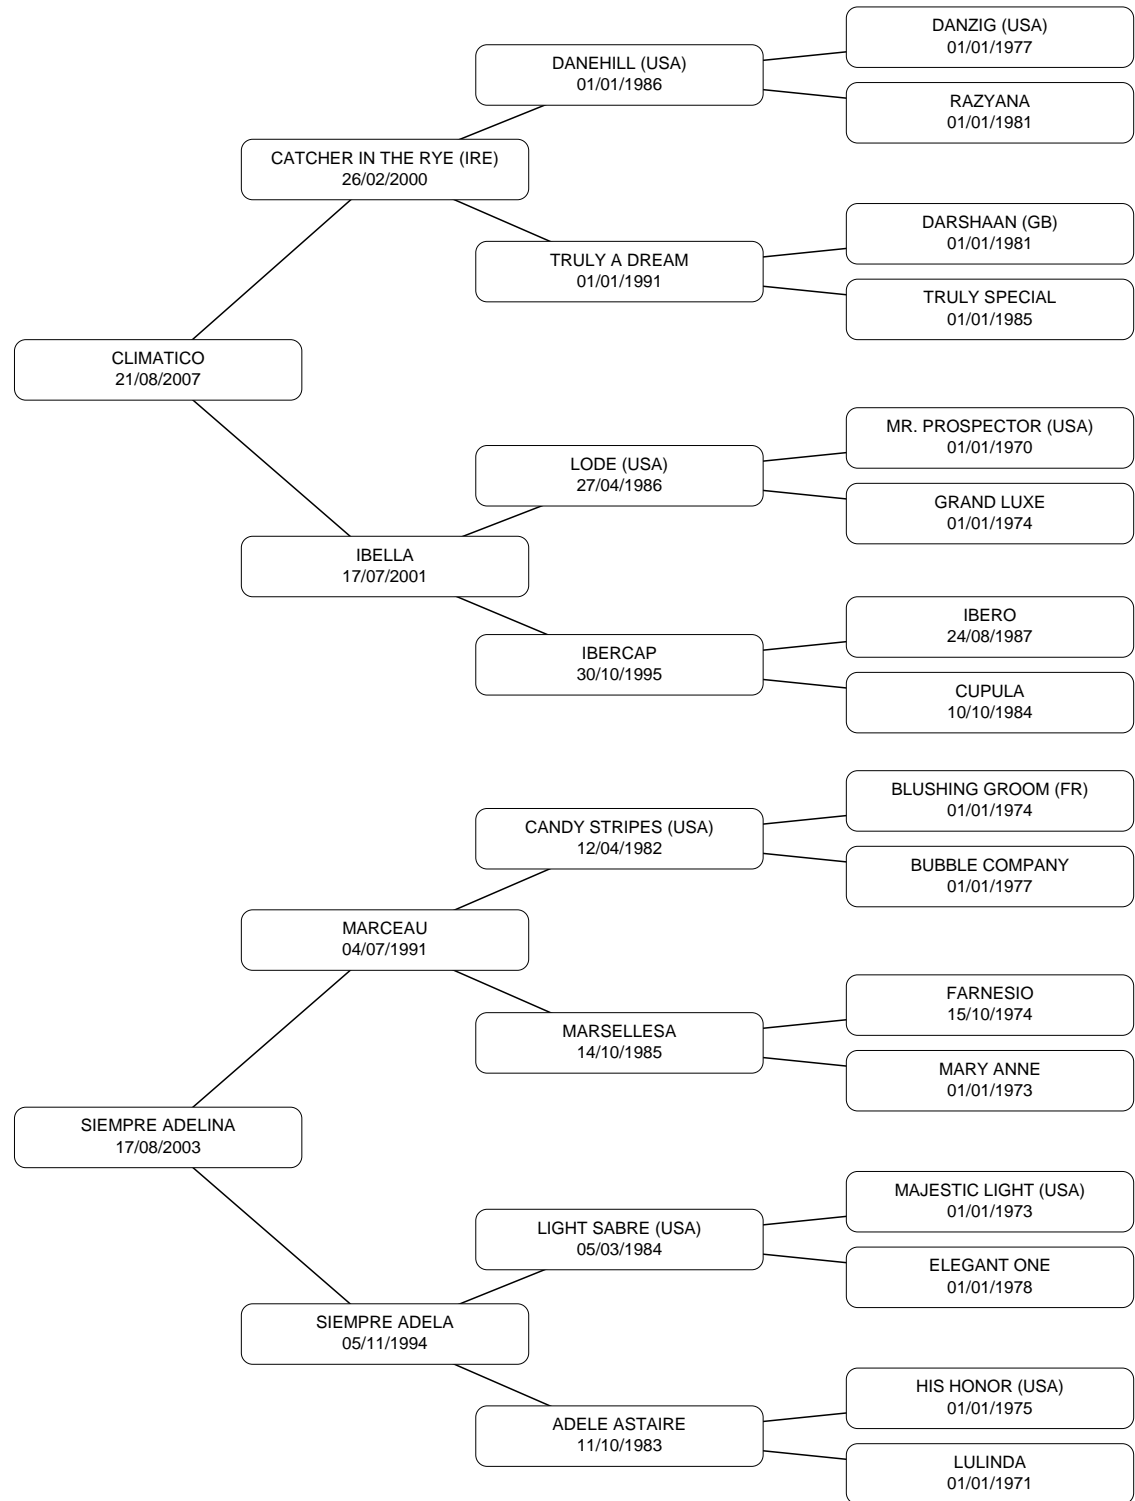 DANZIG (USA)
01/01/1977
DANEHILL (USA)
01/01/1986
RAZYANA
01/01/1981
CATCHER IN THE RYE (IRE)
26/02/2000
DARSHAAN (GB)
01/01/1981
TRULY A DREAM
01/01/1991
TRULY SPECIAL
01/01/1985
CLIMATICO
21/08/2007
MR. PROSPECTOR (USA)
01/01/1970
LODE (USA)
27/04/1986
GRAND LUXE
01/01/1974
IBELLA
17/07/2001
IBERO
24/08/1987
IBERCAP
30/10/1995
CUPULA
10/10/1984
BLUSHING GROOM (FR)
01/01/1974
CANDY STRIPES (USA)
12/04/1982
BUBBLE COMPANY
01/01/1977
MARCEAU
04/07/1991
FARNESIO
15/10/1974
MARSELLESA
14/10/1985
MARY ANNE
01/01/1973
SIEMPRE ADELINA
17/08/2003
MAJESTIC LIGHT (USA)
01/01/1973
LIGHT SABRE (USA)
05/03/1984
ELEGANT ONE
01/01/1978
SIEMPRE ADELA
05/11/1994
HIS HONOR (USA)
01/01/1975
ADELE ASTAIRE
11/10/1983
LULINDA
01/01/1971